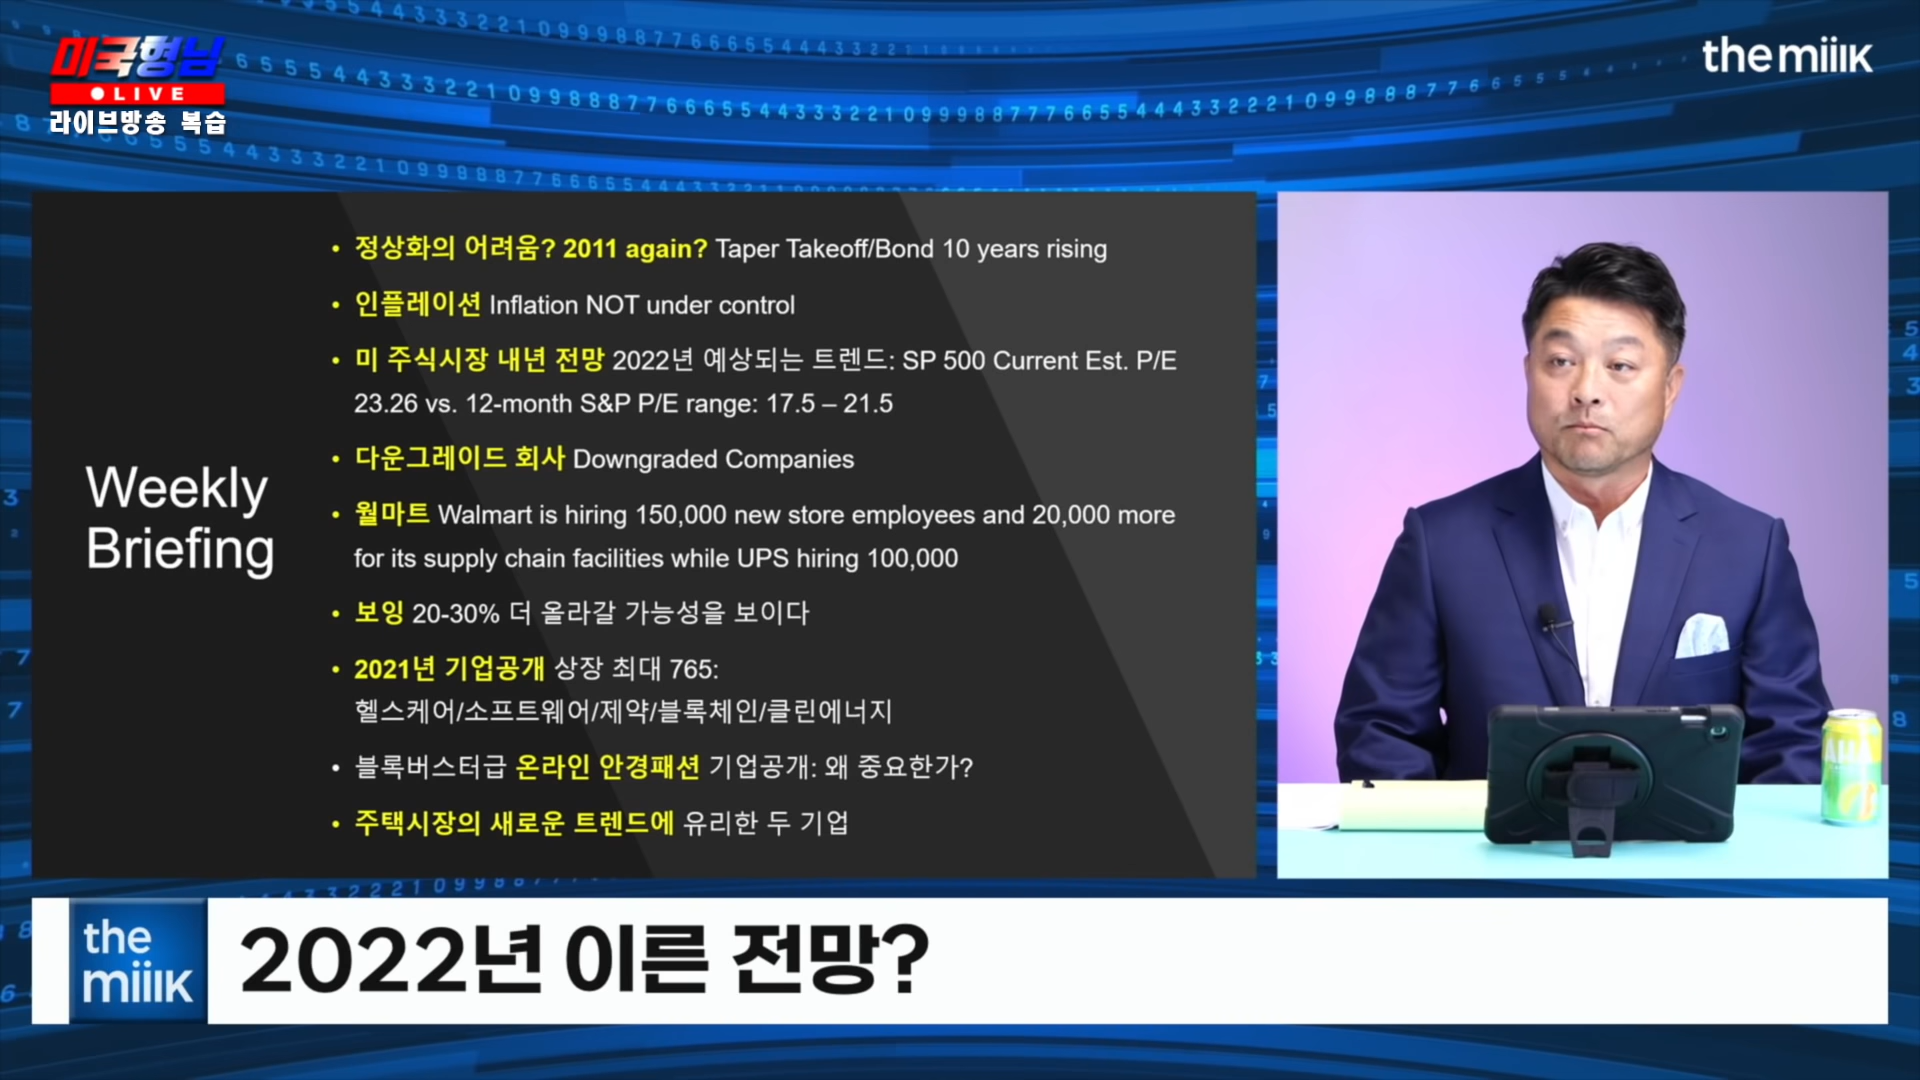 미국형님
LIVE
라이브방송 복습
the miilk
Weekly
Briefing
• 정상화의 어려움? 2011 again? Taper Takeoff/Bond 10 years rising
• 인플레이션 Inflation NOT under control
• 미 주식시장 내년 전망 2022년 예상되는 트렌드: SP 500 Current Est. P/E
23.26 vs. 12-month S&P P/E range: 17.5 – 21.5
• 다운그레이드 회사 Downgraded Companies
• 월마트 Walmart is hiring 150,000 new store employees and 20,000 more
for its supply chain facilities while UPS hiring 100,000
• 보잉 20-30% 더 올라갈 가능성을 보이다
• 2021년 기업공개 상장 최대 765:
헬스케어/소프트웨어/제약/블록체인/클린에너지
• 블록버스터급 온라인 안경패션 기업공개: 왜 중요한가?
• 주택시장의 새로운 트렌드에 유리한 두 기업
AHA
the
miilk
2022년 이른 전망?